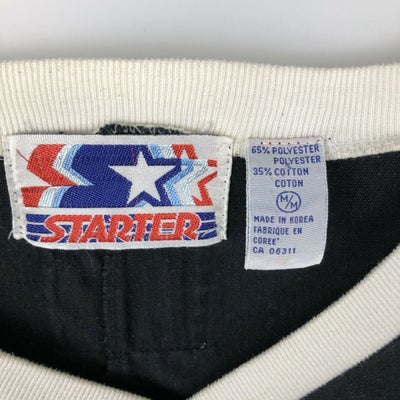 STARTER
65% POLYESTER
POLYESTER
35% COTTON
COTON
M/M
MADE IN KOREA
FABRIQUE EN
COREE'
CA 06311